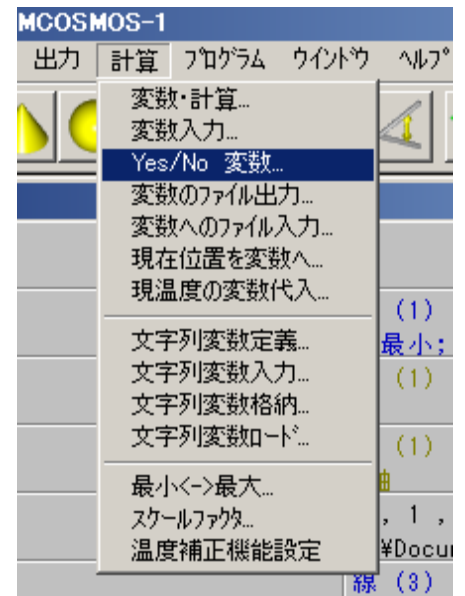 MCOSMOS-1
出力 計算 ﾌﾟﾛｸﾞﾗﾑ ｳｲﾝﾄﾞｳ ﾍﾙﾌﾟ
変数･計算...
変数入力...
Yes/No 変数...
変数のﾌｧｲﾙ出力...
変数へのﾌｧｲﾙ入力...
現在位置を変数へ...
現温度の変数代入...
(1)
最小;
文字列変数定義...
文字列変数入力...
(1)
文字列変数格納...
文字列変数ﾛｰﾄﾞ...
(1)
最小<->最大...
ｽｹｰﾙﾌｧｸﾀ...
, 1 ,
温度補正機能設定
¥Docu
線 (3)